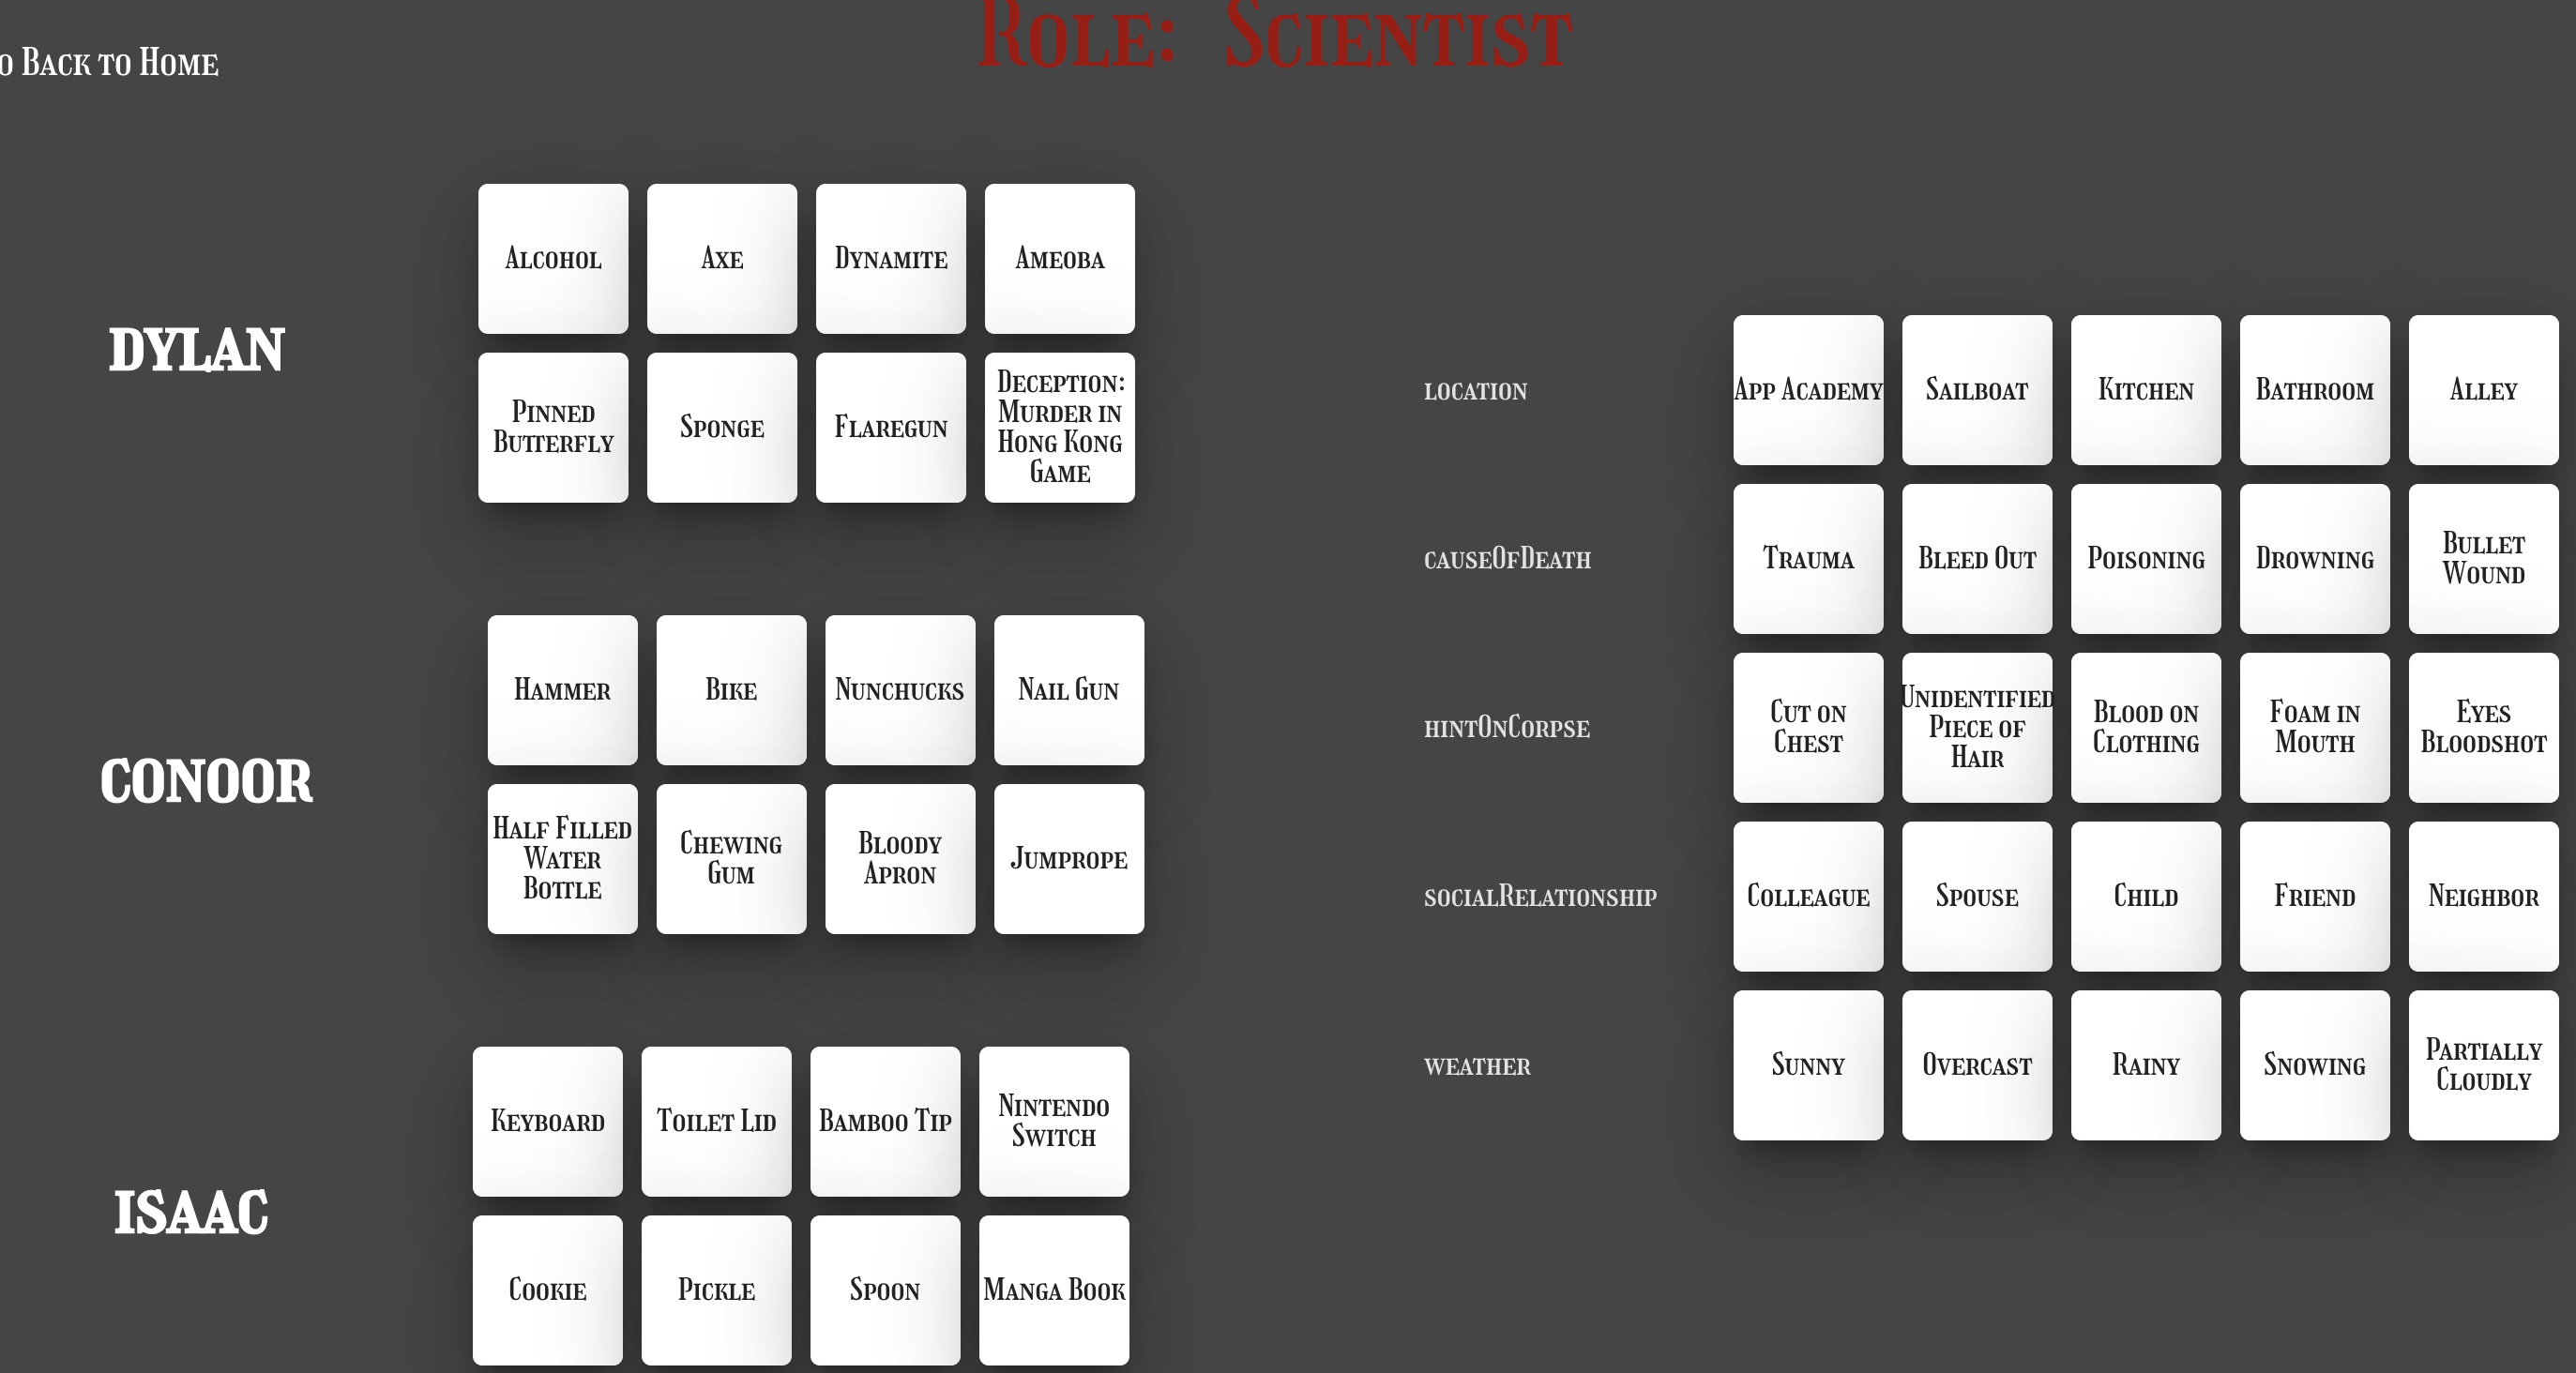 o Back to Home
Role: Scientist
DYLAN
Alcohol
Axe
Dynamite
Ameoba
Pinned
Butterfly
Sponge
Flaregun
Deception:
Murder in
Hong Kong
Game
CONOOR
Hammer
Bike
Nunchucks
Nail Gun
Half Filled
Water
Bottle
Chewing
Gum
Bloody
Apron
Jumprope
ISAAC
Keyboard
Toilet Lid
Bamboo Tip
Nintendo
Switch
Cookie
Pickle
Spoon
Manga Book
location
App Academy
Sailboat
Kitchen
Bathroom
Alley
causeOfDeath
Trauma
Bleed Out
Poisoning
Drowning
Bullet
Wound
hintOnCorpse
Cut on
Chest
Unidentified
Piece of
Hair
Blood on
Clothing
Foam in
Mouth
Eyes
Bloodshot
socialRelationship
Colleague
Spouse
Child
Friend
Neighbor
weather
Sunny
Overcast
Rainy
Snowing
Partially
Cloudly